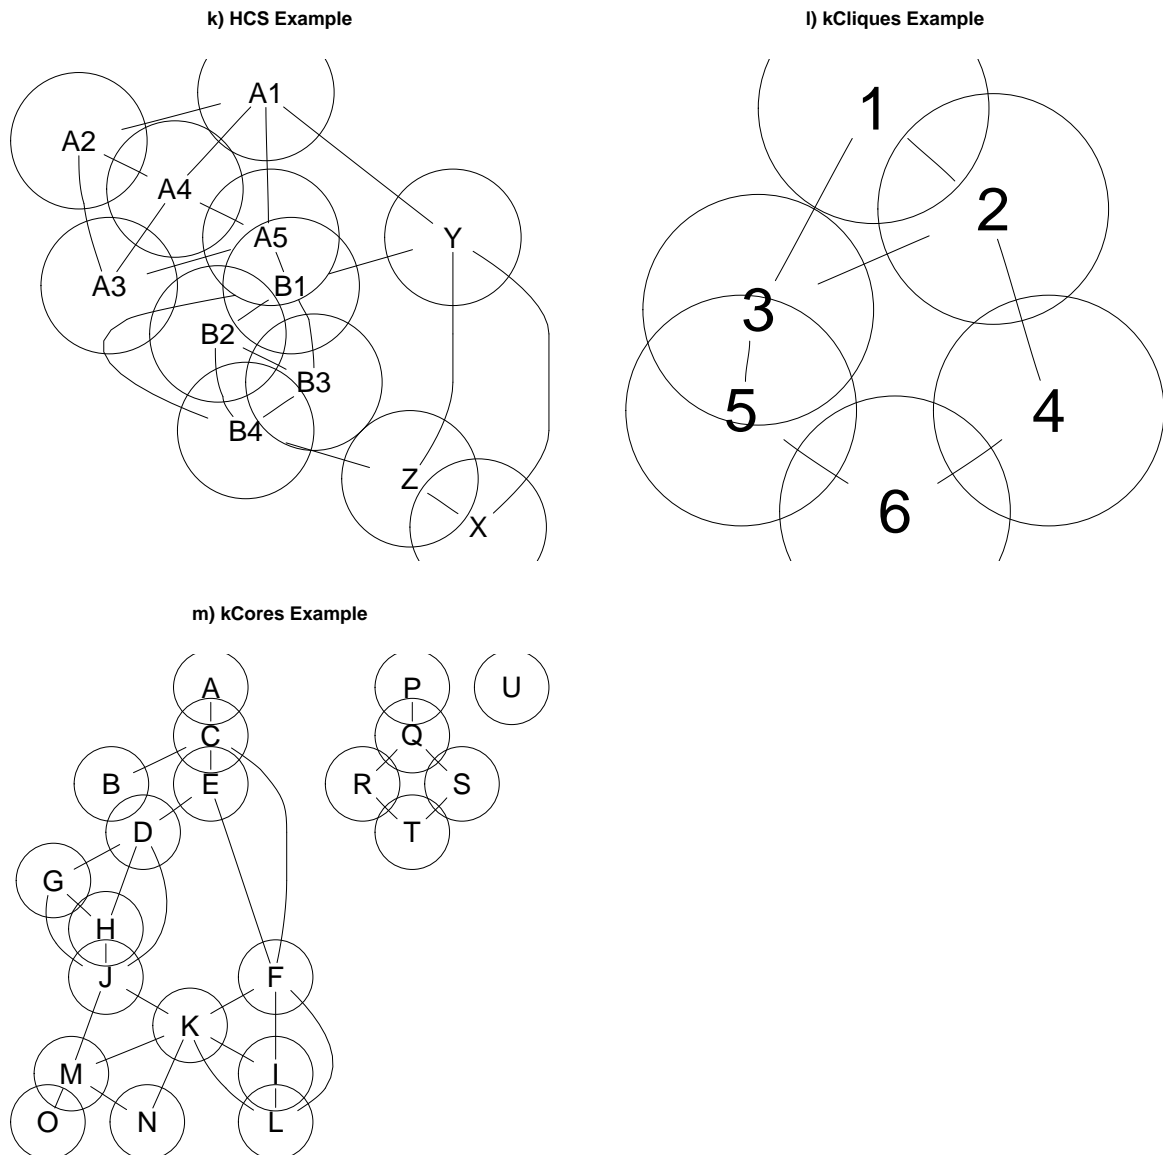 k) HCS Example
A1
A2
A4
A5
Y
A3
B1
B2
B3
B4
Z
X
l) kCliques Example
1
2
3
5
4
6
m) kCores Example
A
P
U
C
Q
B
E
R
S
D
T
G
H
J
F
K
M
I
O
N
L